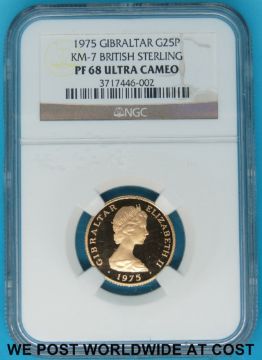 1975 GIBRALTAR G25P
KM-7 BRITISH STERLING
PF 68 ULTRA CAMEO
3717446-002
NGC
GIBRALTAR ELIZABETH II
1975
WE POST WORLDWIDE AT COST